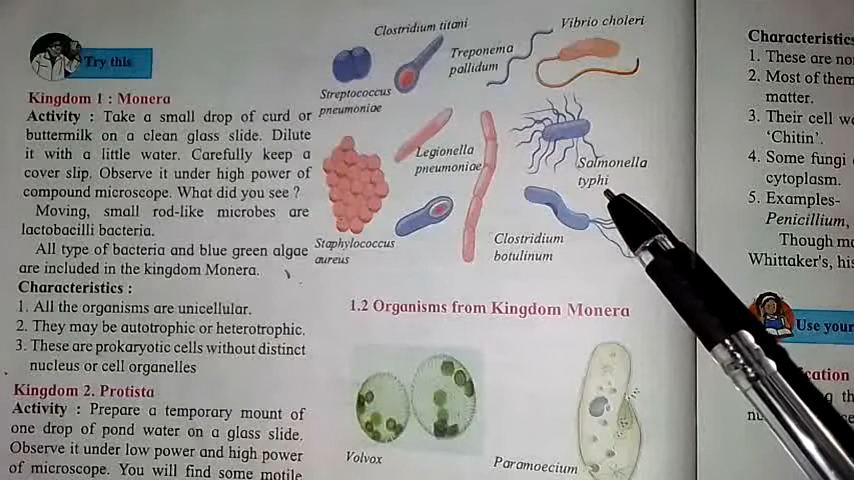 Try this
Kingdom 1 : Monera
Activity : Take a small drop of curd or
buttermilk on a clean glass slide. Dilute
it with a little water. Carefully keep a
cover slip. Observe it under high power of
compound microscope. What did you see ?
Moving, small rod-like microbes are
lactobacilli bacteria.
All type of bacteria and blue green algae
are included in the kingdom Monera.
Characteristics :
1. All the organisms are unicellular.
2. They may be autotrophic or heterotrophic.
3. These are prokaryotic cells without distinct
nucleus or cell organelles
Kingdom 2. Protista
Activity : Prepare a temporary mount of
one drop of pond water on a glass slide.
Observe it under low power and high power
of microscope. You will find some motile
Clostridium titani
Vibrio choleri
Treponema
pallidum
Streptococcus
pneumoniae
Legionella
pneumoniae
Salmonella
typhi
Staphylococcus
aureus
Clostridium
botulinum
1.2 Organisms from Kingdom Monera
Volvox
Paramoecium
Characteristics
1. These are
2. Most of them
matter.
3. Their cell
'Chitin'.
4. Some fungi
cytoplasm.
5. Examples-
Penicillium,
Though
Whittaker's, his
Use your